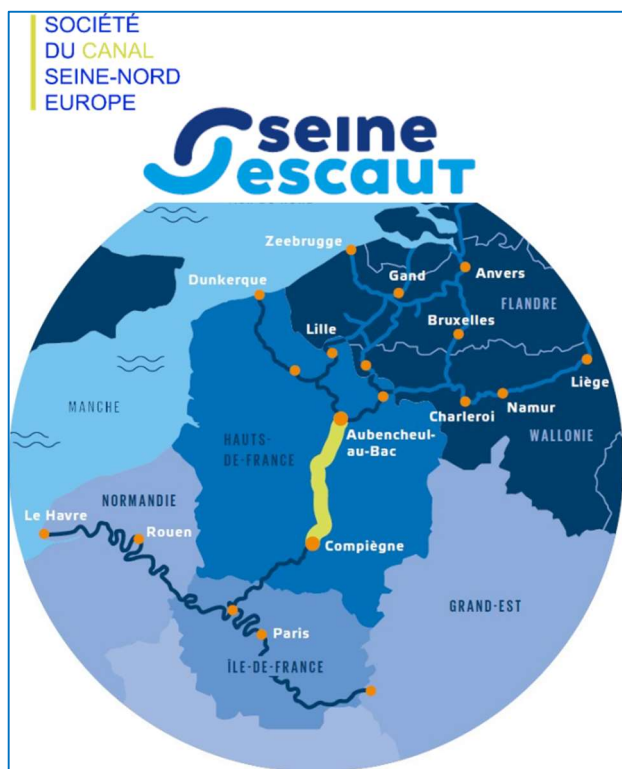 SOCIÉTÉ
DU CANAL
SEINE-NORD
EUROPE
seine
escaut
Zeebrugge
Gand
Anvers
Dunkerque
FLANDRE
Lille
Bruxelles
Liège
MANCHE
Charleroi
Namur
Aubencheul-
au-Bac
WALLONIE
HAUTS-
DE-FRANCE
NORMANDIE
Le Havre
Rouen
Compiègne
GRAND-EST
Paris
ÎLE-DE-FRANCE